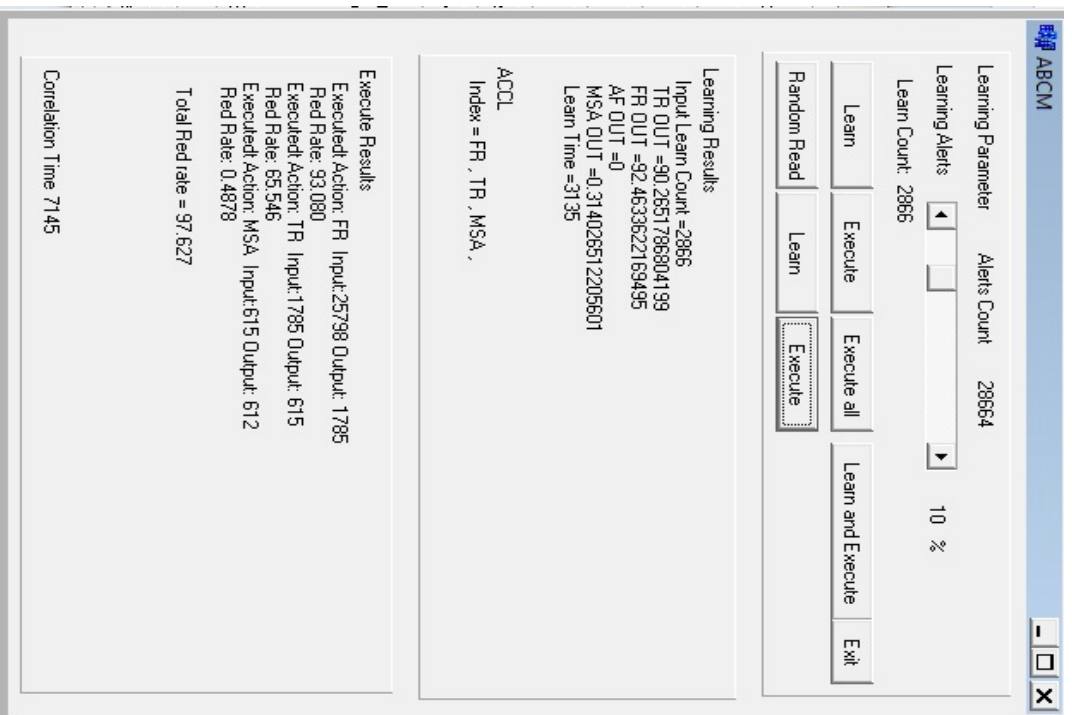 ABCM
Learning Parameter Alerts Count 28664
Learning Alerts 10 %
Learn Count: 2866
Learn Execute Execute all Learn and Execute Exit
Random Read Learn Execute
Learning Results
Input Learn Count =2866
TR OUT =90.2651786804199
FR OUT =92.4633622169495
AF OUT =0
MSA OUT =0.314026512205601
Learn Time =3135
ACCL
Index = FR , TR , MSA ,
Execute Results
Executedt Action: FR Input:25798 Output: 1785
Red Rate: 93.080
Executedt Action: TR Input:1785 Output: 615
Red Rate: 65.546
Executedt Action: MSA Input:615 Output: 612
Red Rate: 0.4878
Total Red rate = 97.627
Correlation Time 7145